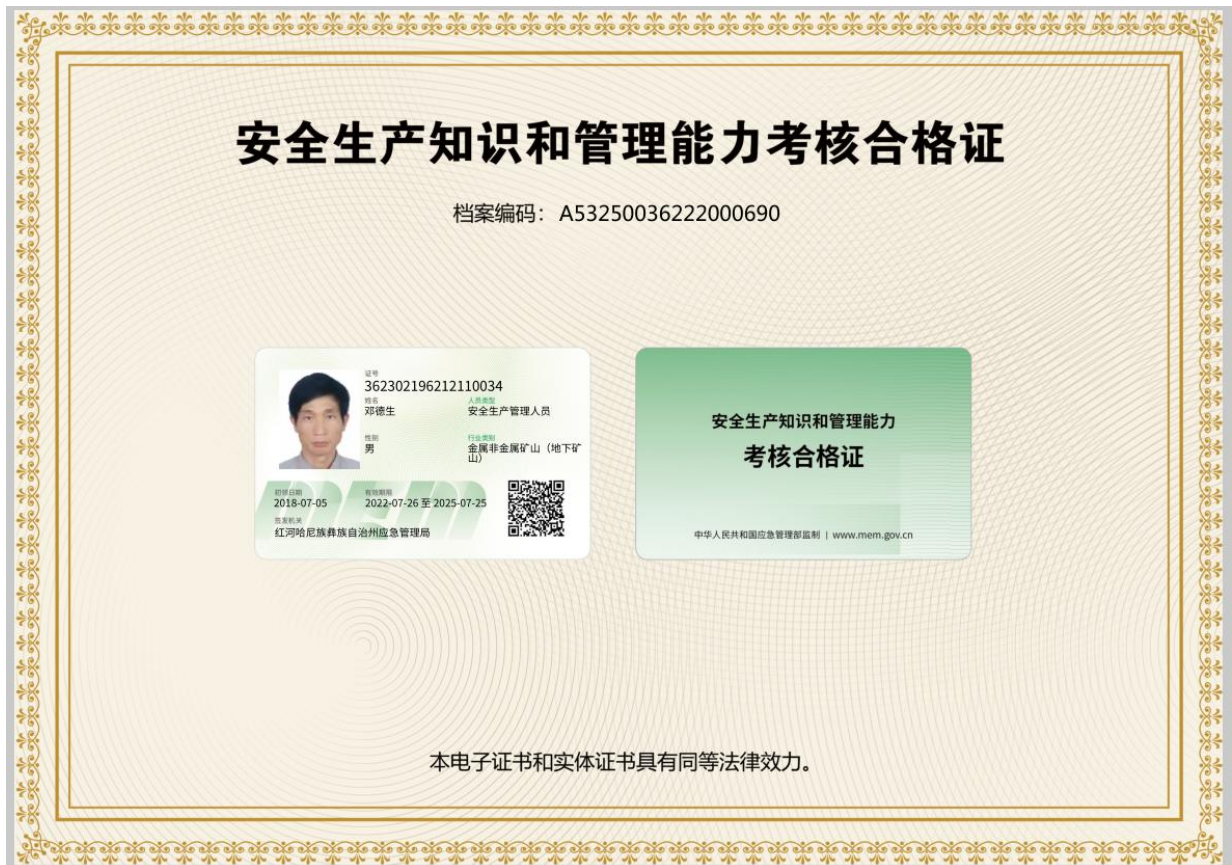 安全生产知识和管理能力考核合格证
档案编码：A53250036222000690
证号
362302196212110034
姓名 人员类型
邓德生 安全生产管理人员
性别 行业类别
男 金属非金属矿山（地下矿
山）
初领日期 有效期限
2018-07-05 2022-07-26 至 2025-07-25
签发机关
红河哈尼族彝族自治州应急管理局
安全生产知识和管理能力
考核合格证
中华人民共和国应急管理部监制 | www.mem.gov.cn
本电子证书和实体证书具有同等法律效力。